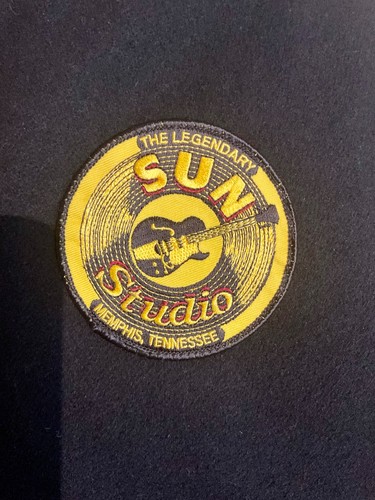 THE LEGENDARY
SUN
Studio
MEMPHIS, TENNESSEE